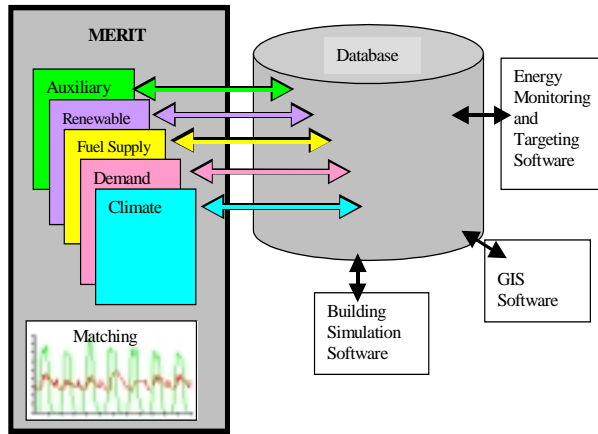 MERIT
Auxiliary
Renewable
Fuel Supply
Demand
Climate
Matching
Database
Energy
Monitoring
and
Targeting
Software
GIS
Software
Building
Simulation
Software